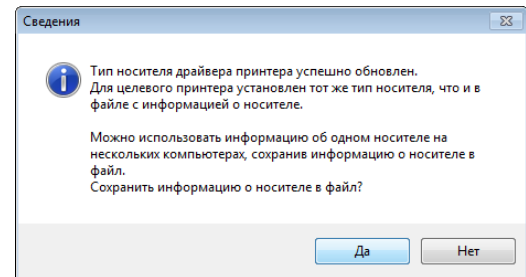 Сведения
Тип носителя драйвера принтера успешно обновлен.
Для целевого принтера установлен тот же тип носителя, что и в
файле с информацией о носителе.
Можно использовать информацию об одном носителе на
нескольких компьютерах, сохранив информацию о носителе в
файл.
Сохранить информацию о носителе в файл?
Да
Нет